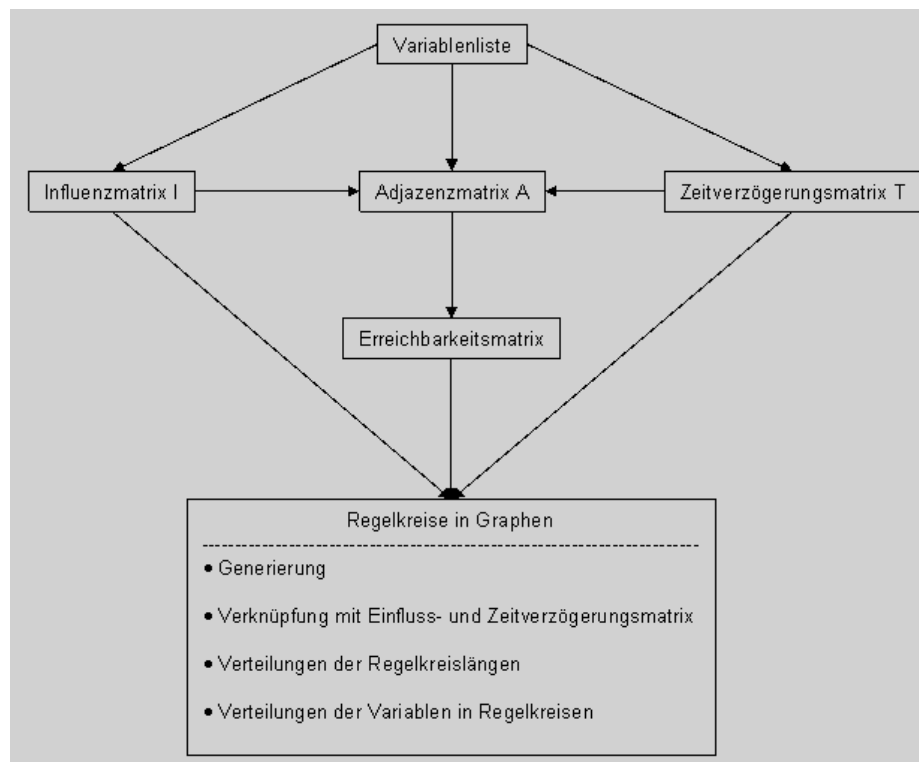 Variablenliste
Influenzmatrix I
Adjazenzmatrix A
Zeitverzögerungsmatrix T
Erreichbarkeitsmatrix
Regelkreise in Graphen
● Generierung
● Verknüpfung mit Einfluss- und Zeitverzögerungsmatrix
● Verteilungen der Regelkreislängen
● Verteilungen der Variablen in Regelkreisen